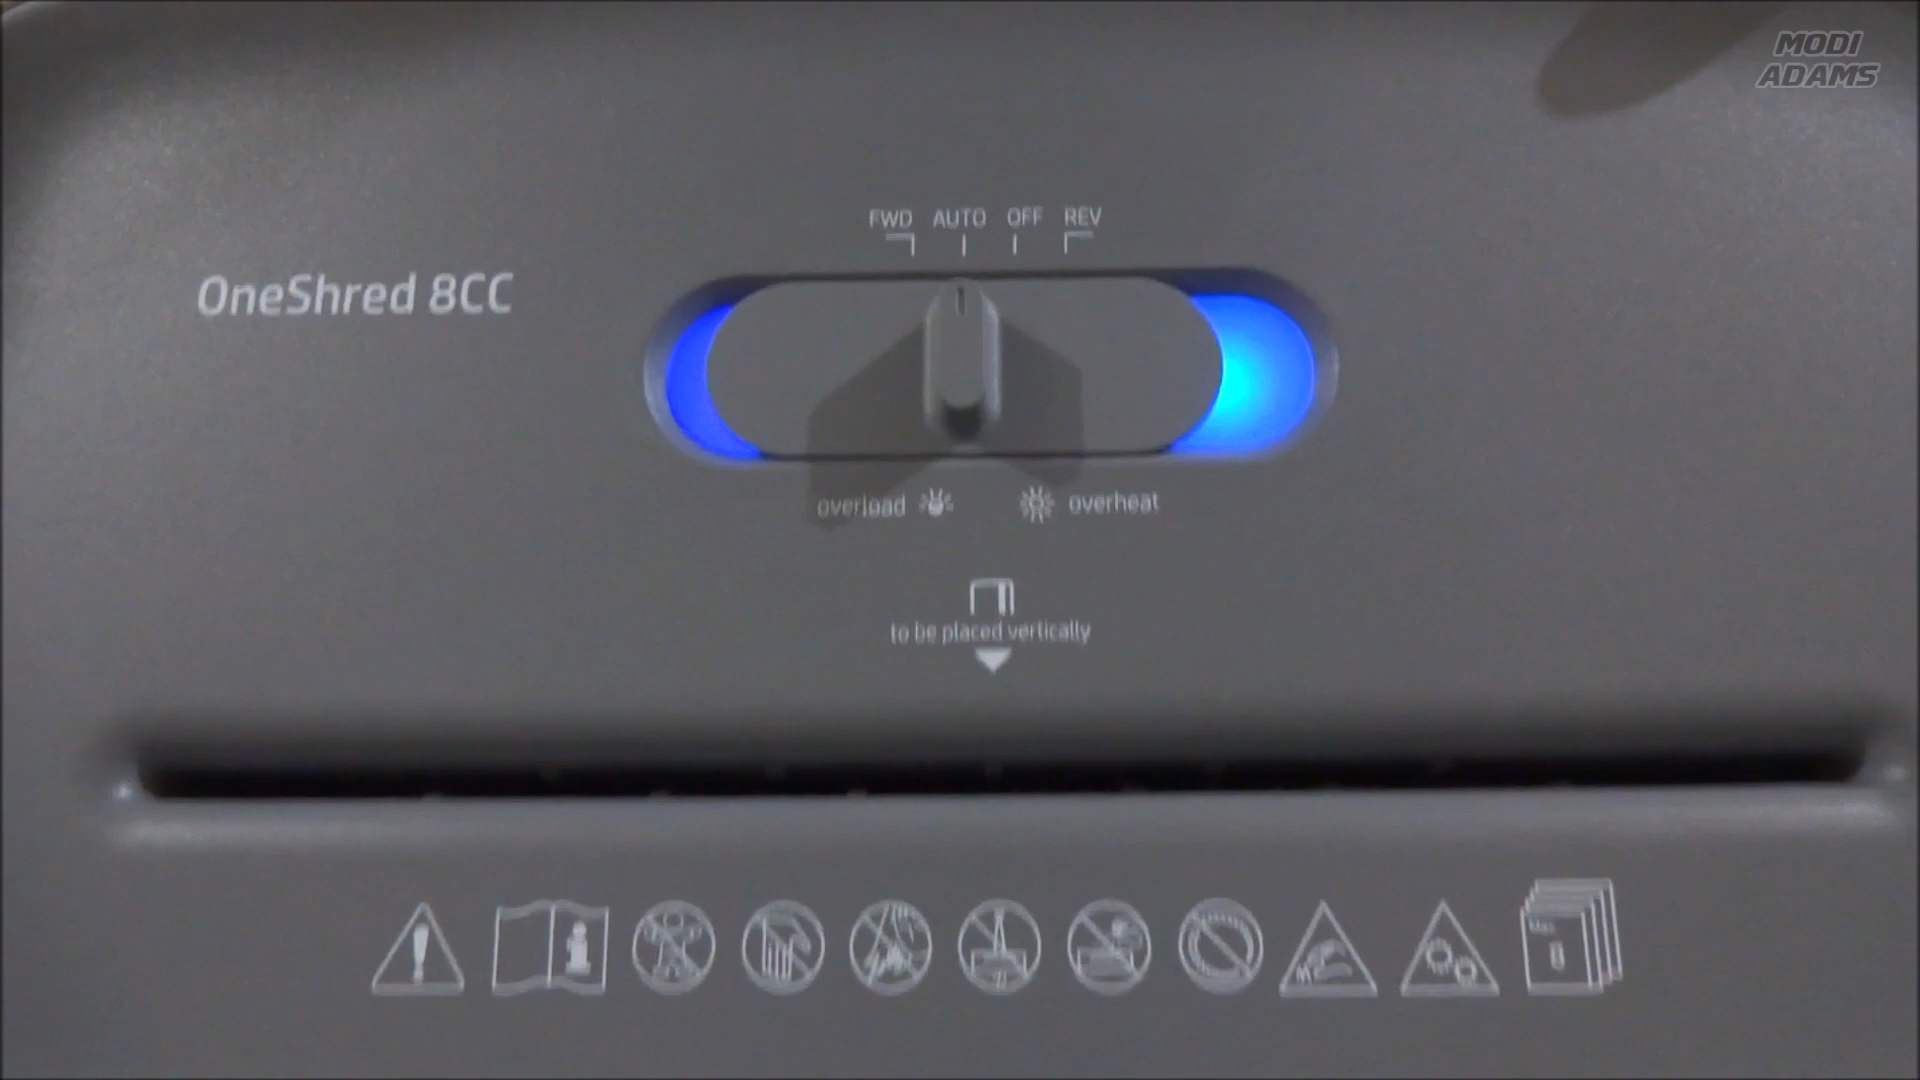 MODI
ADAMS
FWD AUTO OFF REV
OneShred 8CC
overload overheat
to be placed vertically